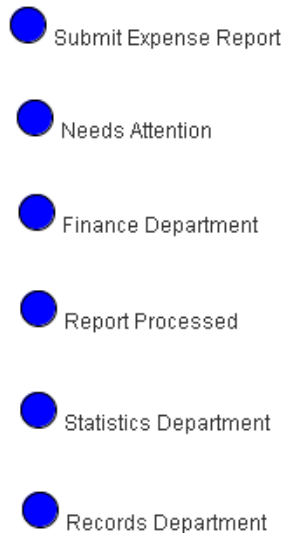 Submit Expense Report
Needs Attention
Finance Department
Report Processed
Statistics Department
Records Department